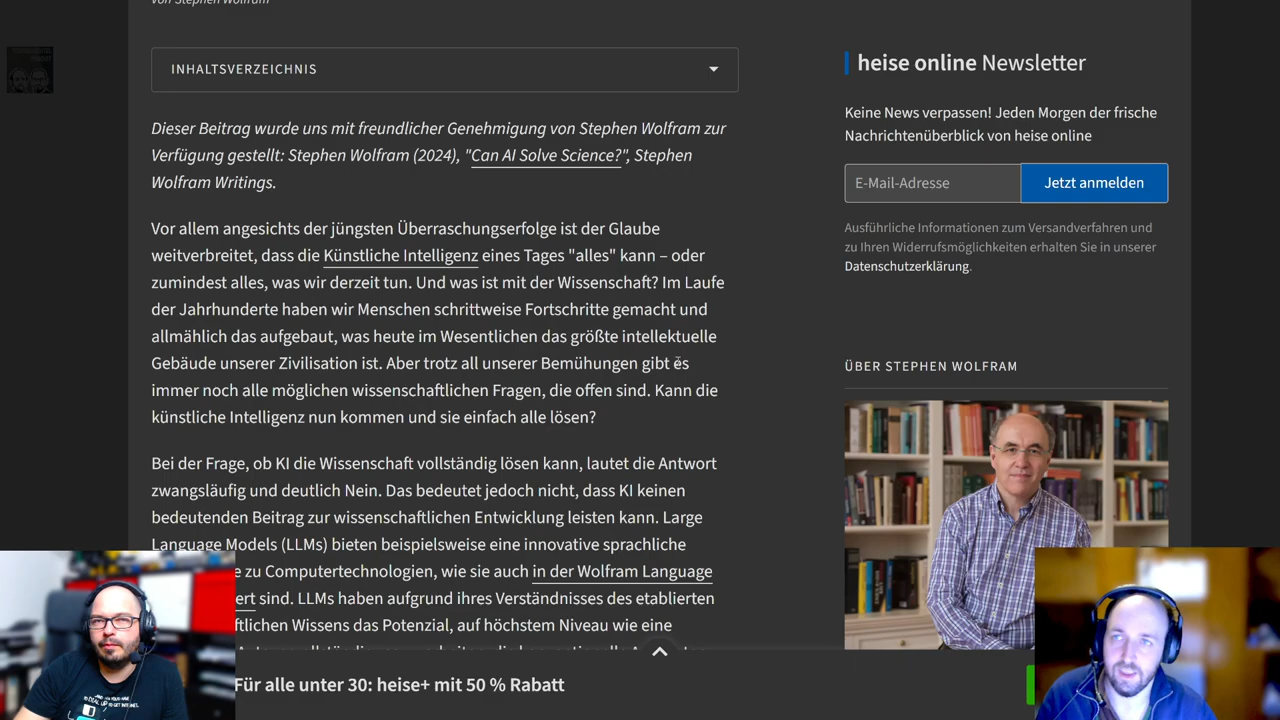 von Stephen Wolfram
INHALTSVERZEICHNIS
Dieser Beitrag wurde uns mit freundlicher Genehmigung von Stephen Wolfram zur
Verfügung gestellt: Stephen Wolfram (2024), "Can AI Solve Science?", Stephen
Wolfram Writings.
Vor allem angesichts der jüngsten Überraschungserfolge ist der Glaube
weitverbreitet, dass die Künstliche Intelligenz eines Tages "alles" kann – oder
zumindest alles, was wir derzeit tun. Und was ist mit der Wissenschaft? Im Laufe
der Jahrhunderte haben wir Menschen schrittweise Fortschritte gemacht und
allmählich das aufgebaut, was heute im Wesentlichen das größte intellektuelle
Gebäude unserer Zivilisation ist. Aber trotz all unserer Bemühungen gibt es
immer noch alle möglichen wissenschaftlichen Fragen, die offen sind. Kann die
künstliche Intelligenz nun kommen und sie einfach alle lösen?
Bei der Frage, ob KI die Wissenschaft vollständig lösen kann, lautet die Antwort
zwangsläufig und deutlich Nein. Das bedeutet jedoch nicht, dass KI keinen
bedeutenden Beitrag zur wissenschaftlichen Entwicklung leisten kann. Large
Language Models (LLMs) bieten beispielsweise eine innovative sprachliche
e zu Computertechnologien, wie sie auch in der Wolfram Language
ert sind. LLMs haben aufgrund ihres Verständnisses des etablierten
ftlichen Wissens das Potenzial, auf höchstem Niveau wie eine
Für alle unter 30: heise+ mit 50 % Rabatt
heise online Newsletter
Keine News verpassen! Jeden Morgen der frische
Nachrichtenüberblick von heise online
E-Mail-Adresse
Jetzt anmelden
Ausführliche Informationen zum Versandverfahren und
zu Ihren Widerrufsmöglichkeiten erhalten Sie in unserer
Datenschutzerklärung.
ÜBER STEPHEN WOLFRAM